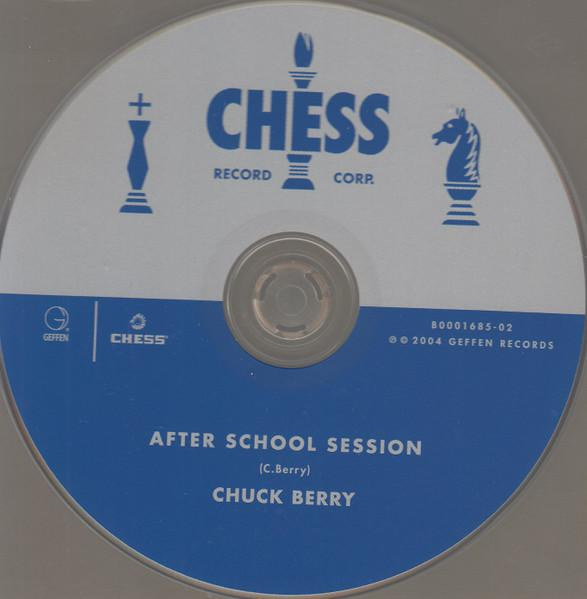 CHESS
RECORD CORP.
GEFFEN
CHESS
B0001685-02
℗ © 2004 GEFFEN RECORDS
AFTER SCHOOL SESSION
(C.Berry)
CHUCK BERRY